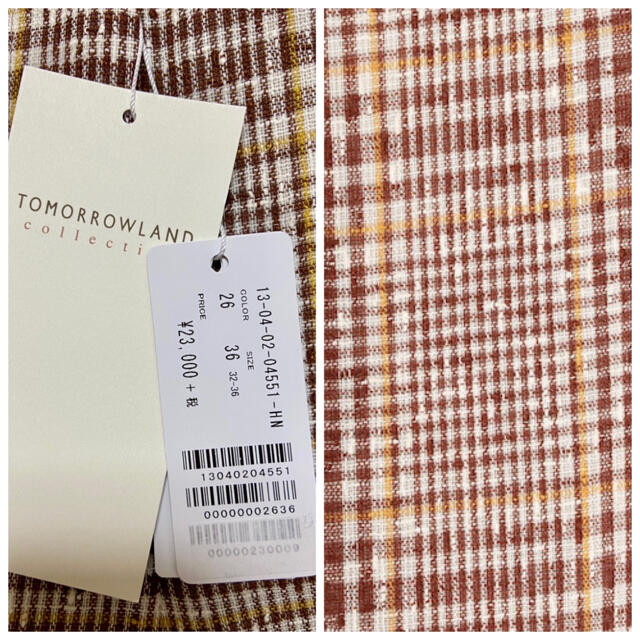 TOMORROWLAND
collecti
13-04-02-04551-HN
COLOR SIZE
26 36 32-36
PRICE
¥23,000 + 税
13040204551
00000002636
00000230009